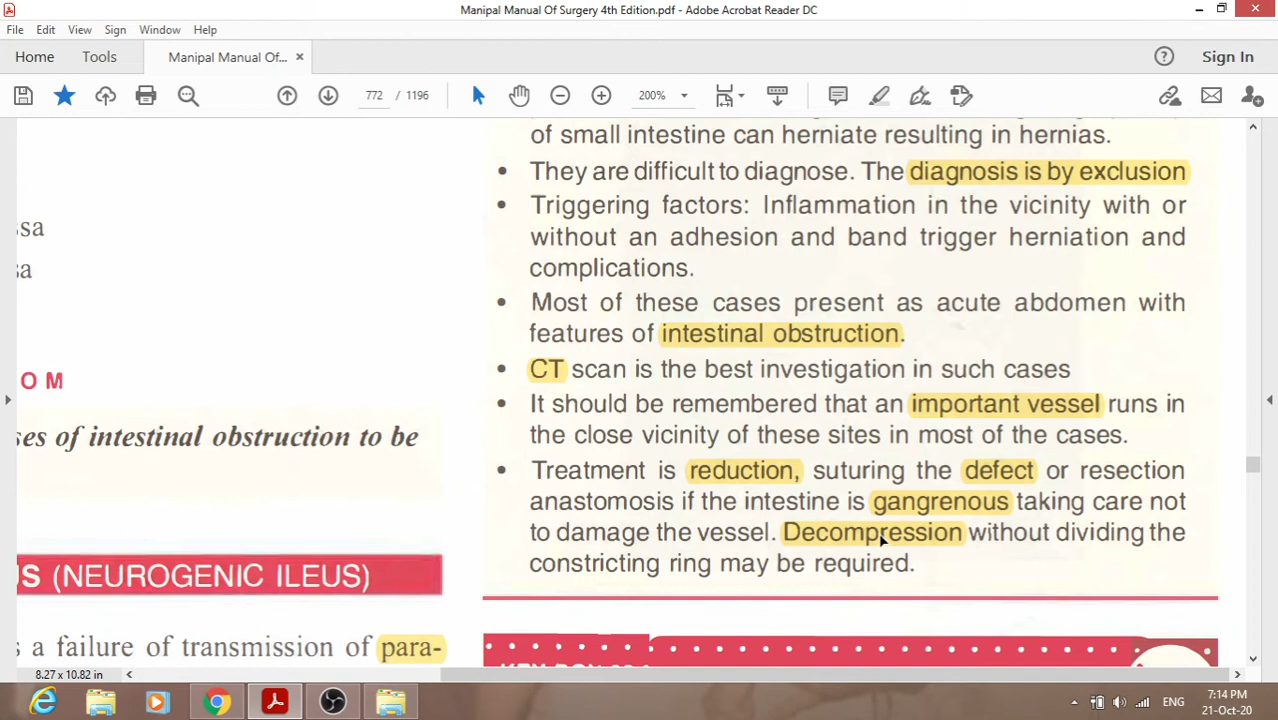 Manipal Manual Of Surgery 4th Edition.pdf - Adobe Acrobat Reader DC
File Edit View Sign Window Help
Home Tools Manipal Manual Of... × Sign In
772 / 1196 200%
of small intestine can herniate resulting in hernias.
• They are difficult to diagnose. The diagnosis is by exclusion
• Triggering factors: Inflammation in the vicinity with or
without an adhesion and band trigger herniation and
complications.
• Most of these cases present as acute abdomen with
features of intestinal obstruction.
• CT scan is the best investigation in such cases
• It should be remembered that an important vessel runs in
the close vicinity of these sites in most of the cases.
• Treatment is reduction, suturing the defect or resection
anastomosis if the intestine is gangrenous taking care not
to damage the vessel. Decompression without dividing the
constricting ring may be required.
ssa
sa
OM
ses of intestinal obstruction to be
US (NEUROGENIC ILEUS)
s a failure of transmission of para-
8.27 x 10.82 in
ENG
7:14 PM
21-Oct-20